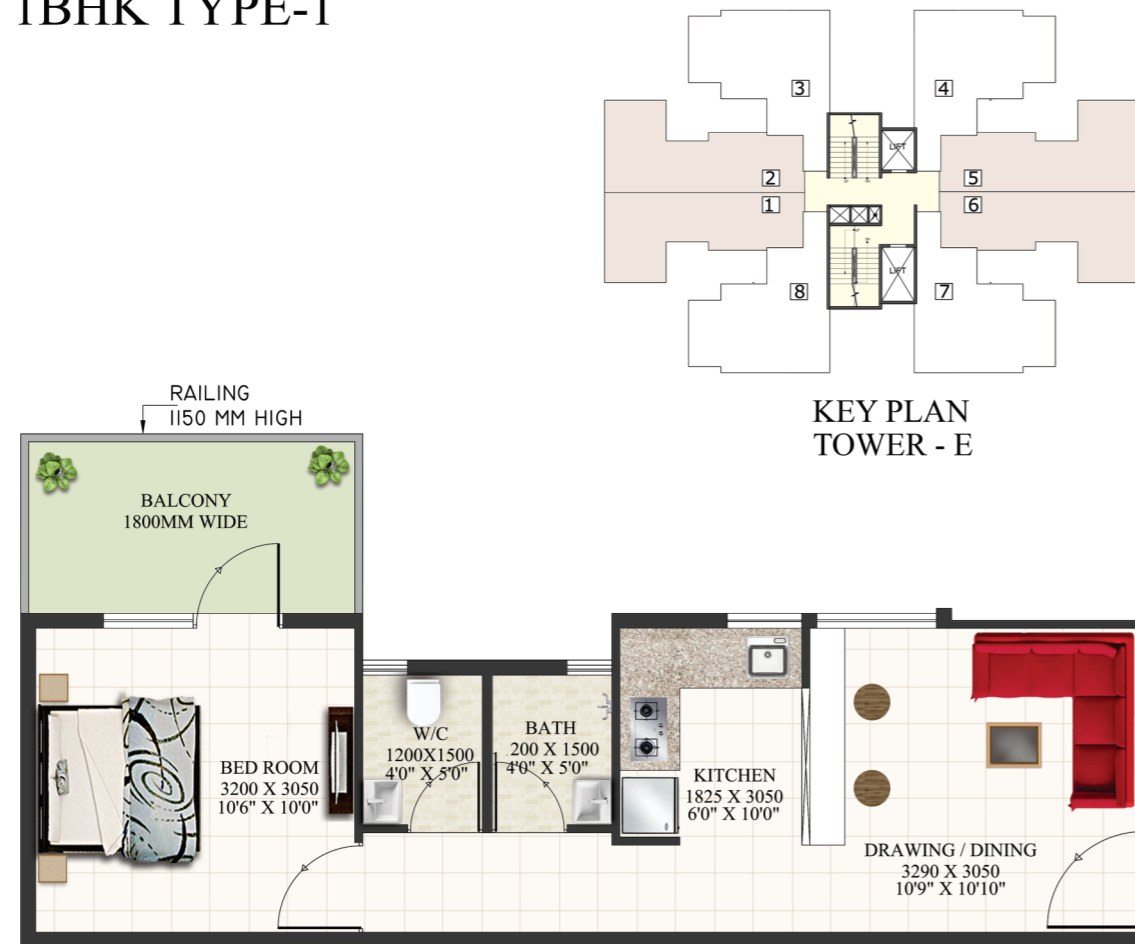 1BHK TYPE-1
3
4
LIFT
2
5
1
6
LIFT
8
7
KEY PLAN
TOWER - E
RAILING
1150 MM HIGH
BALCONY
1800MM WIDE
BED ROOM
3200 X 3050
10'6" X 10'0"
W/C
1200X1500
4'0" X 5'0"
BATH
200 X 1500
4'0" X 5'0"
KITCHEN
1825 X 3050
6'0" X 10'0"
DRAWING / DINING
3290 X 3050
10'9" X 10'10"